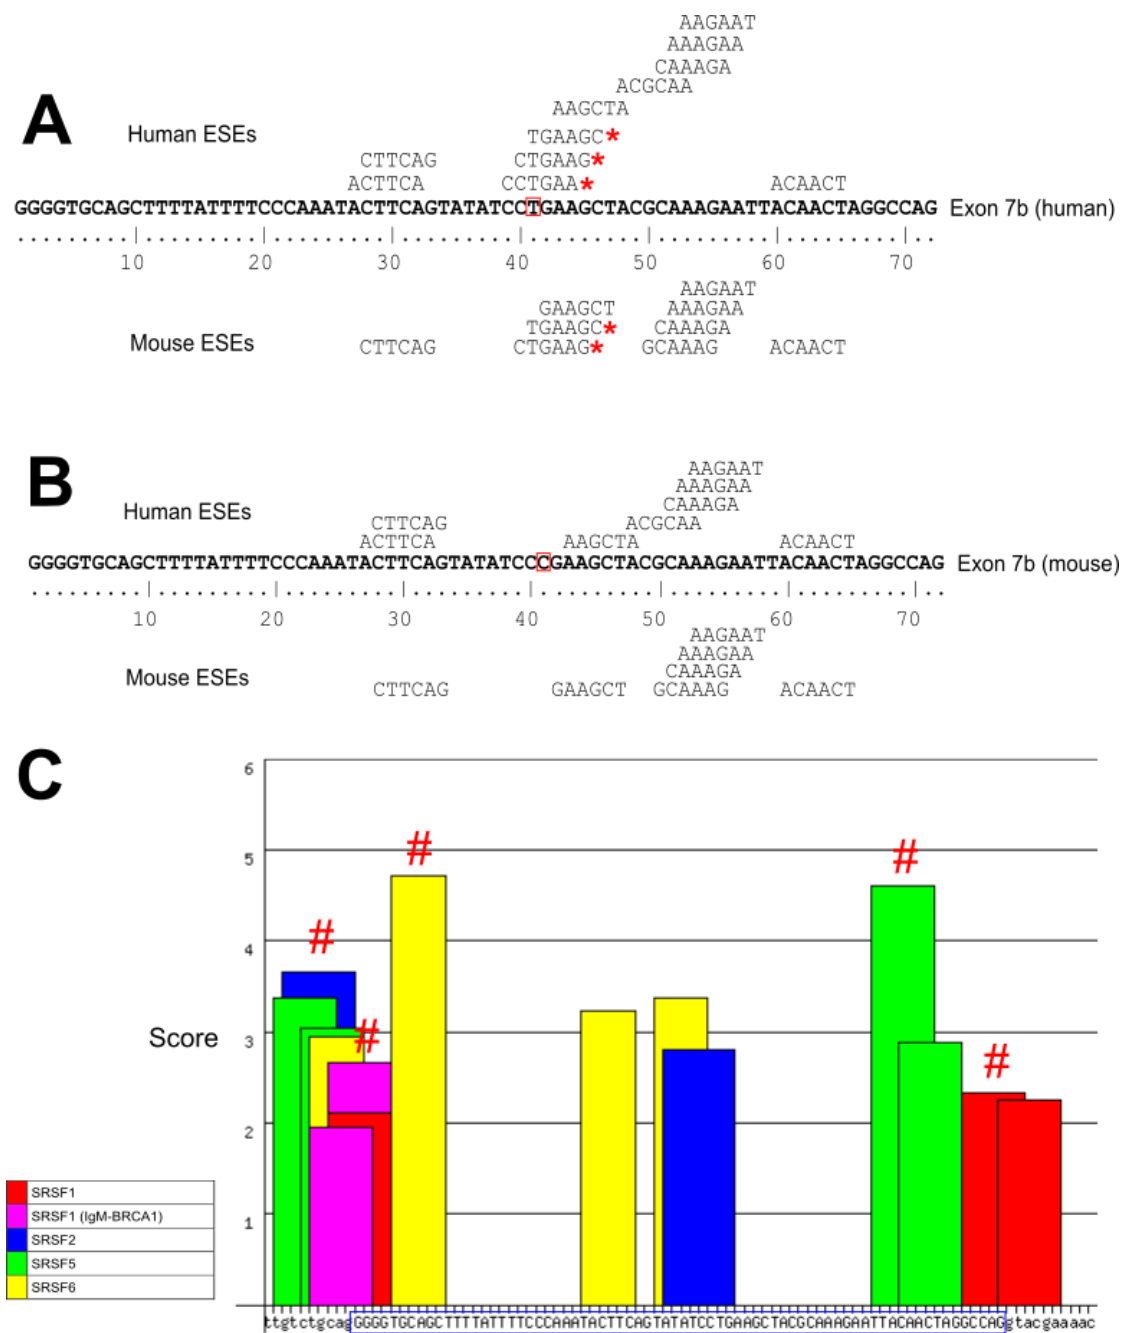 AAGAAT
AAAGAA
CAAAGA
ACGCAA
A
AAGCTA
Human ESEs
TGAAGC*
CTTCAG CTGAAG*
ACTTCA CCTGAA* ACAACT
GGGGTGCAGCTTTTATTTTCCCAAATACTTCAGTATATCCTGAAGCTACGCAAAGAATTACAACTAGGCCAG Exon 7b (human)
10 20 30 40 50 60 70
AAGAAT
GAAGCT AAAGAA
TGAAGC* CAAAGA
Mouse ESEs CTTCAG CTGAAG* GCAAAG ACAACT
B
AAGAAT
AAAGAA
CAAAGA
Human ESEs CTTCAG ACGCAA
ACTTCA AAGCTA ACAACT
GGGGTGCAGCTTTTATTTTCCCAAATACTTCAGTATATCCCGAAGCTACGCAAAGAATTACAACTAGGCCAG Exon 7b (mouse)
10 20 30 40 50 60 70
AAGAAT
AAAGAA
CAAAGA
Mouse ESEs CTTCAG GAAGCT GCAAAG ACAACT
C
6
5 # #
4 #
Score 3 # #
2
1
SRSF1
SRSF1 (IgM-BRCA1)
SRSF2
SRSF5
SRSF6
ttgtctgcagGGGGTGCAGCTTTTATTTTCCCAAATACTTCAGTATATCCTGAAGCTACGCAAAGAATTACAACTAGGCCAGgtacgaaaac